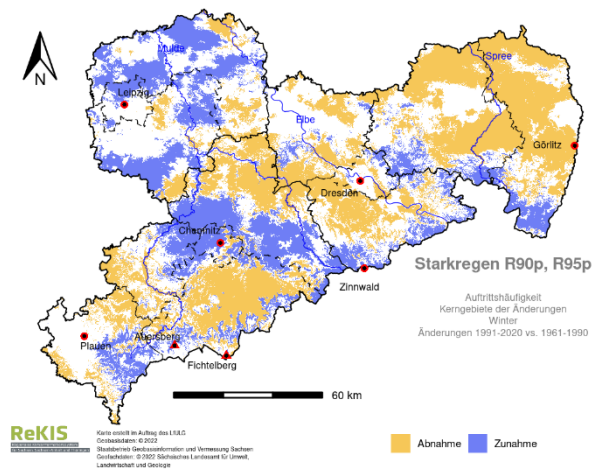 N
Mulde
Leipzig
Spree
Elbe
Görlitz
Dresden
Chemnitz
Zinnwald
Starkregen R90p, R95p
Auftrittshäufigkeit
Kerngebiete der Änderungen
Winter
Änderungen 1991-2020 vs. 1961-1990
Plauen
Auersberg
Fichtelberg
60 km
ReKIS
Karte erstellt im Auftrag des LfULG
Geobasisdaten: © 2022
Staatsbetrieb Geobasisinformation und Vermessung Sachsen
Geofachdaten: © 2022 Sächsisches Landesamt für Umwelt,
Landwirtschaft und Geologie
Abnahme
Zunahme